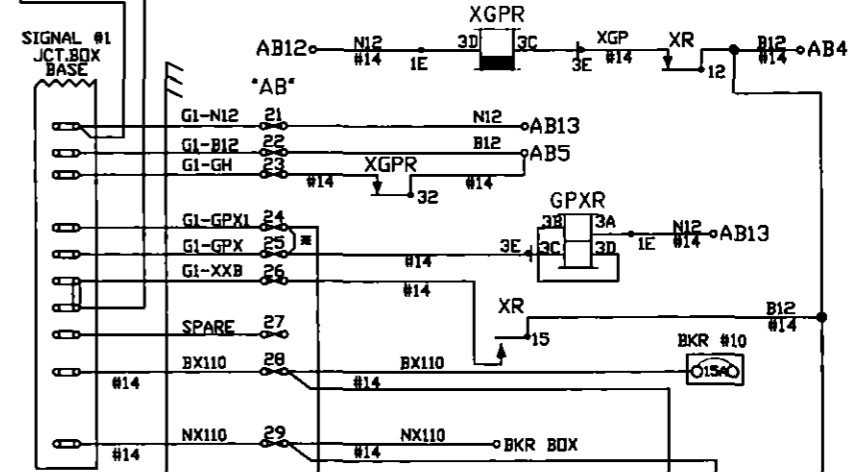 XGPR
SIGNAL #1
JCT.BOX
BASE
AB12 N12 #14 1E 3D 3C 3E XGP #14 XR 12 B12 #14 AB4
"AB"
G1-N12 21 N12 AB13
G1-B12 22 B12 AB5
G1-GH 23 #14 XGPR 32 #14
GPXR
G1-GPX1 24 3B 3A N12 #14 AB13
G1-GPX 25 ※ #14 3E 3C 3D 1E
G1-XXB 26 #14
XR 15 B12 #14
SPARE 27
BKR #10
BX110 #14 28 BX110 #14 15A
NX110 #14 29 NX110 #14 BKR BOX